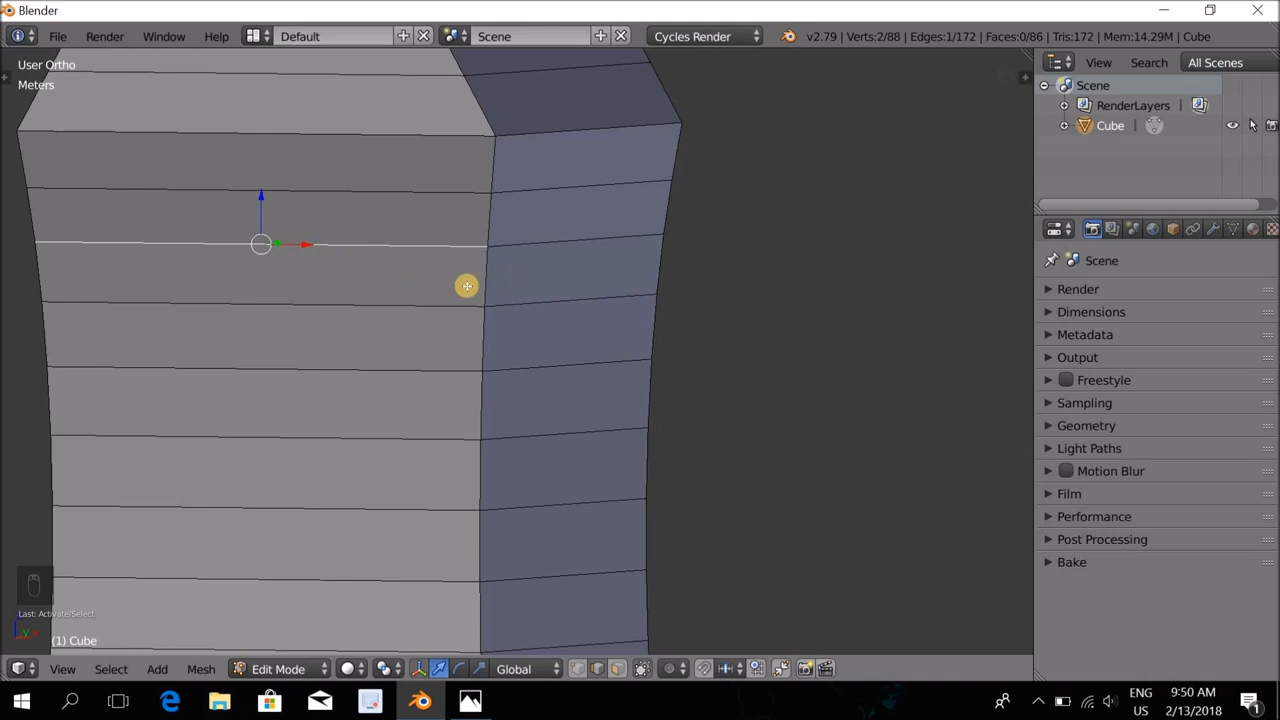 Blender
File Render Window Help Default Scene Cycles Render v2.79 | Verts:2/88 | Edges:1/172 | Faces:0/86 | Tris:172 | Mem:14.29M | Cube
User Ortho
Meters
View Search All Scenes
Scene
RenderLayers
Cube
Scene
Render
Dimensions
Metadata
Output
Freestyle
Sampling
Geometry
Light Paths
Motion Blur
Film
Performance
Post Processing
Bake
Last: Activate/Select
(1) Cube
View Select Add Mesh Edit Mode Global
ENG
US
9:50 AM
2/13/2018